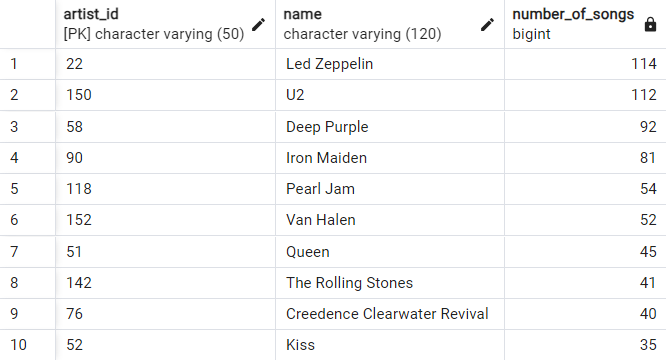 artist_id name number_of_songs
[PK] character varying (50) character varying (120) bigint
1 22 Led Zeppelin 114
2 150 U2 112
3 58 Deep Purple 92
4 90 Iron Maiden 81
5 118 Pearl Jam 54
6 152 Van Halen 52
7 51 Queen 45
8 142 The Rolling Stones 41
9 76 Creedence Clearwater Revival 40
10 52 Kiss 35